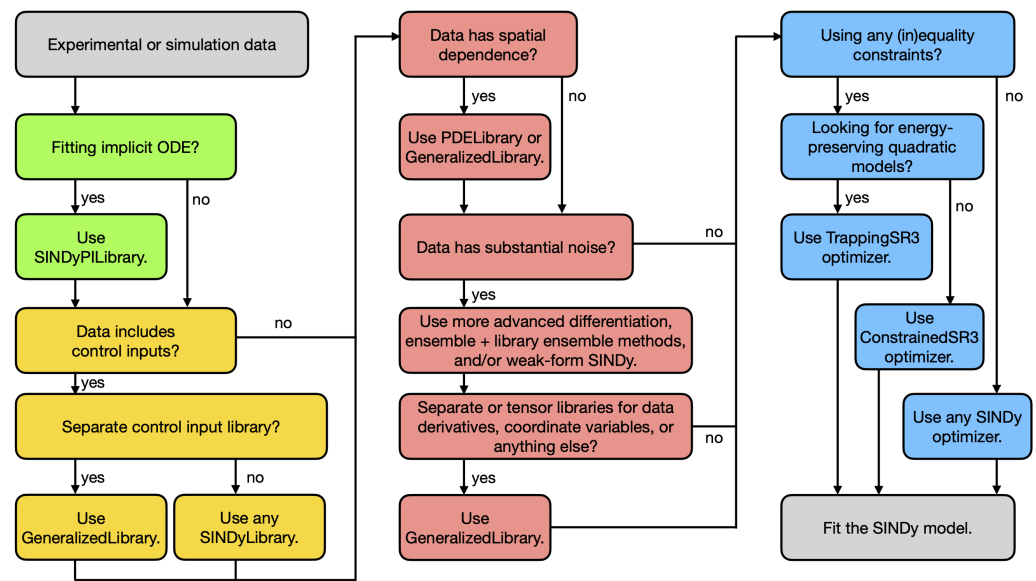 Experimental or simulation data
Fitting implicit ODE?
yes
no
Use
SINDyPILibrary.
Data includes
control inputs?
no
yes
Separate control input library?
yes
no
Use
GeneralizedLibrary.
Use any
SINDyLibrary.
Data has spatial
dependence?
yes
no
Use PDELibrary or
GeneralizedLibrary.
Data has substantial noise?
no
yes
Use more advanced differentiation,
ensemble + library ensemble methods,
and/or weak-form SINDy.
Separate or tensor libraries for data
derivatives, coordinate variables, or
anything else?
no
yes
Use
GeneralizedLibrary.
Using any (in)equality
constraints?
yes
no
Looking for energy-
preserving quadratic
models?
yes
no
Use TrappingSR3
optimizer.
Use
ConstrainedSR3
optimizer.
Use any SINDy
optimizer.
Fit the SINDy model.